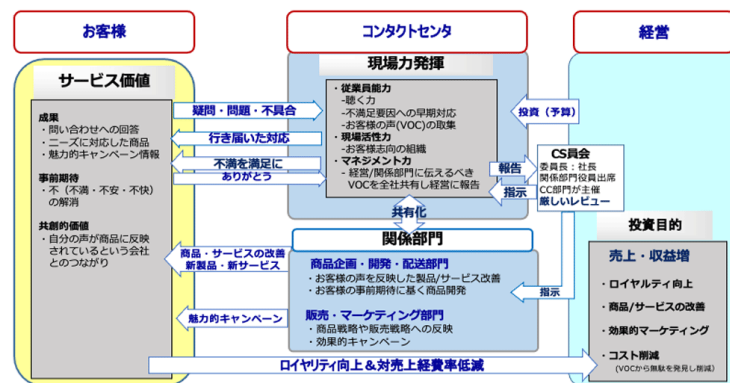 お客様
コンタクトセンタ
経営
サービス価値
成果
・問い合わせへの回答
・ニーズに対応した商品
・魅力的キャンペーン情報
事前期待
・不（不満・不安・不快）
の解消
共創的価値
・自分の声が商品に反映
されているという会社
とのつながり
疑問・問題・不具合
行き届いた対応
不満を満足に
ありがとう
現場力発揮
・従業員能力
-聴く力
-不満足要因への早期対応
-お客様の声(VOC)の収集
・現場活性力
-お客様志向の組織
・マネジメント力
- 経営/関係部門に伝えるべき
VOCを全社共有し経営に報告
投資（予算）
報告
指示
CS員会
委員長：社長
関係部門役員出席
CC部門が主催
厳しいレビュー
共有化
関係部門
商品企画・開発・配送部門
・お客様の声を反映した製品/サービス改善
・お客様の事前期待に基く商品開発
販売・マーケティング部門
・商品戦略や販売戦略への反映
・効果的キャンペーン
商品・サービスの改善
新製品・新サービス
魅力的キャンペーン
指示
投資目的
売上・収益増
・ロイヤルティ向上
・商品/サービスの改善
・効果的マーケティング
・コスト削減
(VOCから無駄を発見し削減)
ロイヤリティ向上＆対売上経費率低減